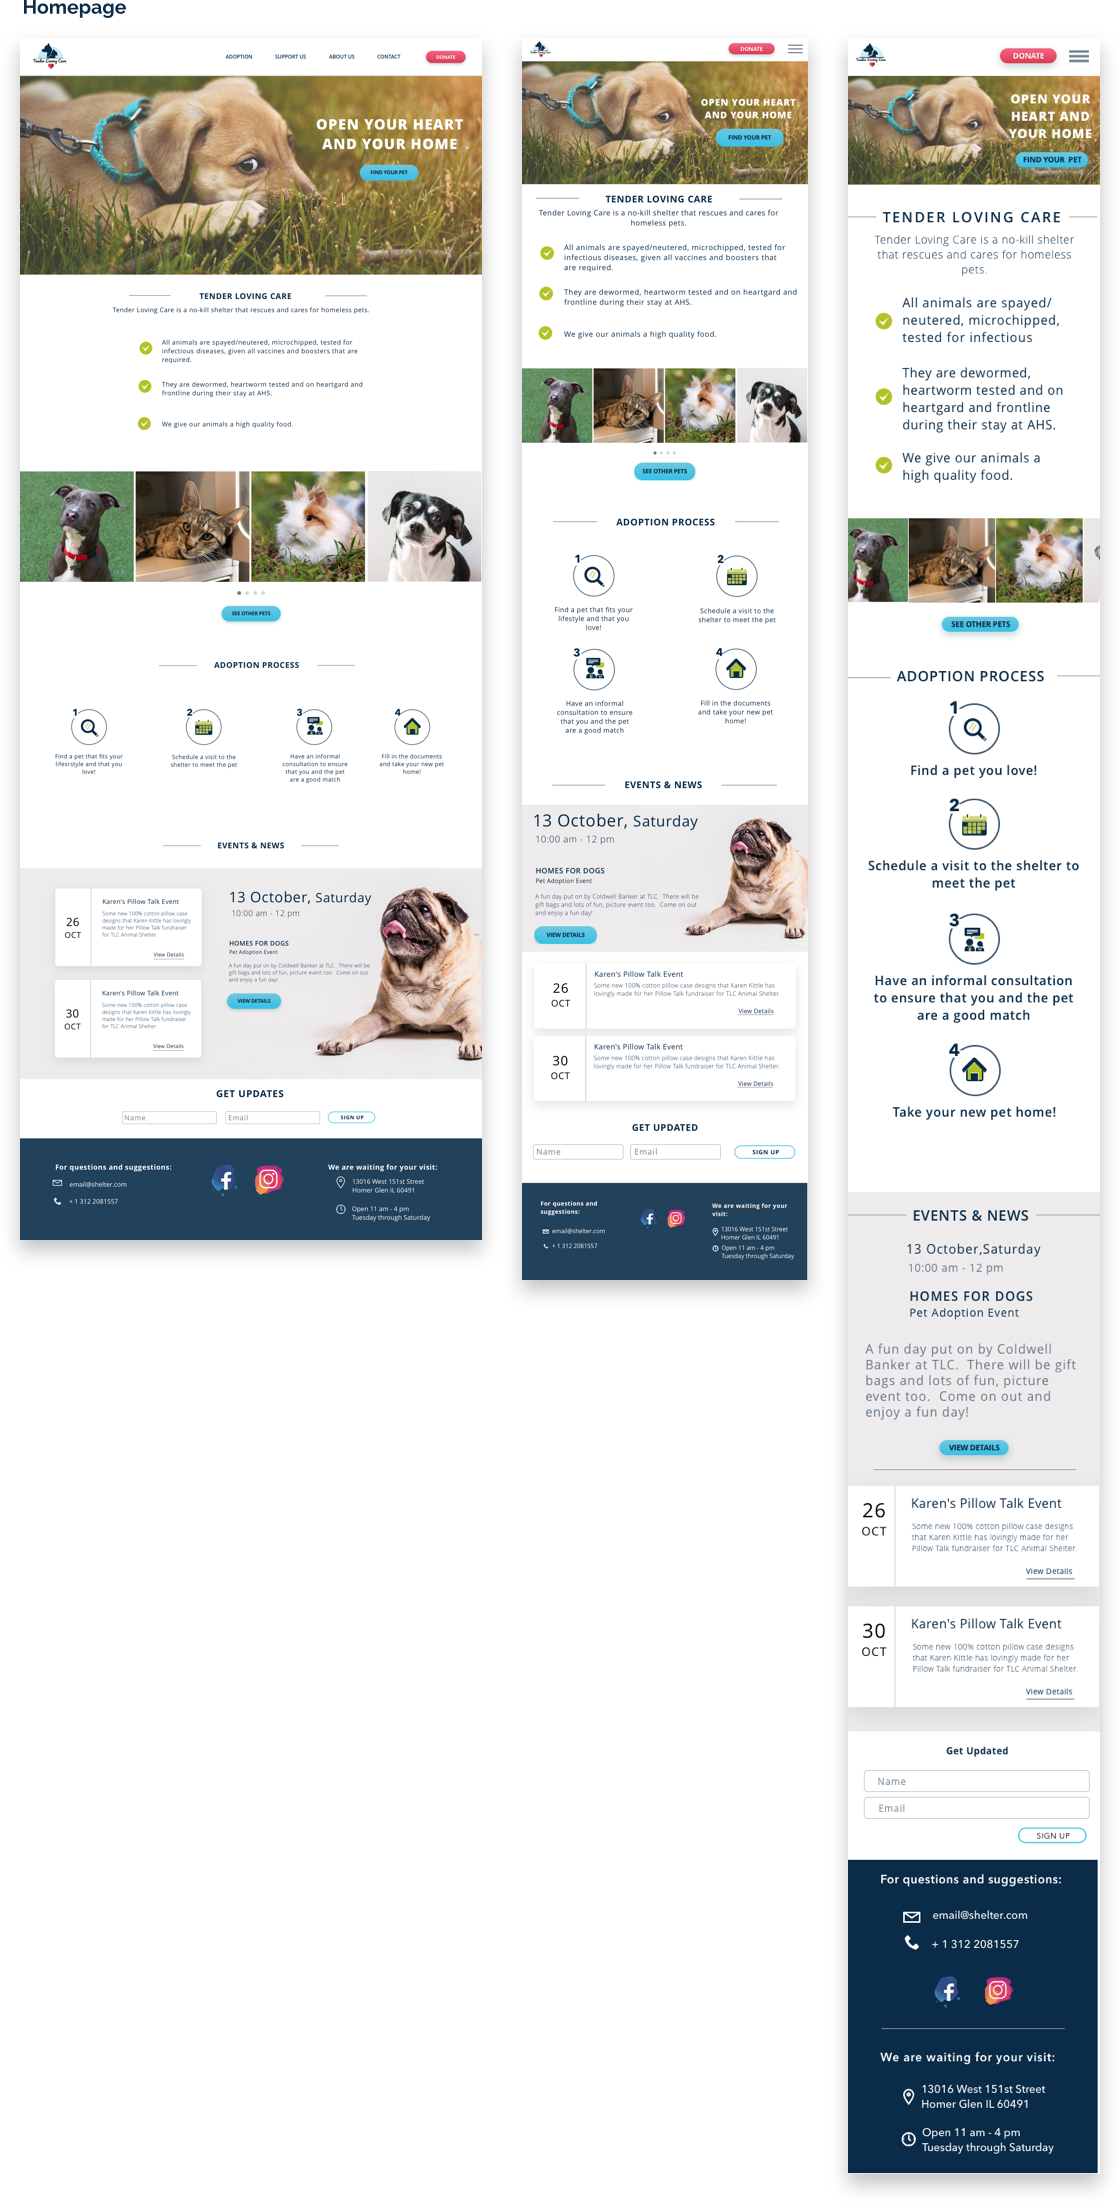 Homepage
Tender Loving Care
ADOPTION
SUPPORT US
ABOUT US
CONTACT
DONATE
OPEN YOUR HEART
AND YOUR HOME
FIND YOUR PET
TENDER LOVING CARE
Tender Loving Care is a no-kill shelter that rescues and cares for homeless pets.
All animals are spayed/neutered, microchipped, tested for
infectious diseases, given all vaccines and boosters that are
required.
They are dewormed, heartworm tested and on heartgard and
frontline during their stay at AHS.
We give our animals a high quality food.
SEE OTHER PETS
ADOPTION PROCESS
1
Find a pet that fits your
lifesrstyle and that you
love!
2
Schedule a visit to the
shelter to meet the pet
3
Have an informal
consultation to ensure
that you and the pet
are a good match
4
Fill in the documents
and take your new pet
home!
EVENTS & NEWS
26
OCT
Karen's Pillow Talk Event
Some new 100% cotton pillow case
designs that Karen Kittle has lovingly
made for her Pillow Talk fundraiser
for TLC Animal Shelter.
View Details
30
OCT
Karen's Pillow Talk Event
Some new 100% cotton pillow case
designs that Karen Kittle has lovingly
made for her Pillow Talk fundraiser
for TLC Animal Shelter.
View Details
13 October, Saturday
10:00 am - 12 pm
HOMES FOR DOGS
Pet Adoption Event
A fun day put on by Coldwell Banker at TLC. There will be
gift bags and lots of fun, picture event too. Come on out
and enjoy a fun day!
VIEW DETAILS
GET UPDATES
Name
Email
SIGN UP
For questions and suggestions:
email@shelter.com
+ 1 312 2081557
We are waiting for your visit:
13016 West 151st Street
Homer Glen IL 60491
Open 11 am - 4 pm
Tuesday through Saturday
Tender Loving Care
DONATE
OPEN YOUR HEART
AND YOUR HOME
FIND YOUR PET
TENDER LOVING CARE
Tender Loving Care is a no-kill shelter that rescues and cares for
homeless pets.
All animals are spayed/neutered, microchipped, tested for
infectious diseases, given all vaccines and boosters that
are required.
They are dewormed, heartworm tested and on heartgard and
frontline during their stay at AHS.
We give our animals a high quality food.
SEE OTHER PETS
ADOPTION PROCESS
1
Find a pet that fits your
lifestyle and that you
love!
2
Schedule a visit to the
shelter to meet the pet
3
Have an informal
consultation to ensure
that you and the pet
are a good match
4
Fill in the documents
and take your new pet
home!
EVENTS & NEWS
13 October, Saturday
10:00 am - 12 pm
HOMES FOR DOGS
Pet Adoption Event
A fun day put on by Coldwell Banker at TLC. There will be
gift bags and lots of fun, picture event too. Come on out
and enjoy a fun day!
VIEW DETAILS
26
OCT
Karen's Pillow Talk Event
Some new 100% cotton pillow case designs that Karen Kittle has
lovingly made for her Pillow Talk fundraiser for TLC Animal Shelter.
View Details
30
OCT
Karen's Pillow Talk Event
Some new 100% cotton pillow case designs that Karen Kittle has
lovingly made for her Pillow Talk fundraiser for TLC Animal Shelter.
View Details
GET UPDATED
Name
Email
SIGN UP
For questions and
suggestions:
email@shelter.com
+ 1 312 2081557
We are waiting for your
visit:
13016 West 151st Street
Homer Glen IL 60491
Open 11 am - 4 pm
Tuesday through Saturday
Tender Loving Care
DONATE
OPEN YOUR
HEART AND
YOUR HOME
FIND YOUR PET
TENDER LOVING CARE
Tender Loving Care is a no-kill shelter
that rescues and cares for homeless
pets.
All animals are spayed/
neutered, microchipped,
tested for infectious
They are dewormed,
heartworm tested and on
heartgard and frontline
during their stay at AHS.
We give our animals a
high quality food.
SEE OTHER PETS
ADOPTION PROCESS
1
Find a pet you love!
2
Schedule a visit to the shelter to
meet the pet
3
Have an informal consultation
to ensure that you and the pet
are a good match
4
Take your new pet home!
EVENTS & NEWS
13 October,Saturday
10:00 am - 12 pm
HOMES FOR DOGS
Pet Adoption Event
A fun day put on by Coldwell
Banker at TLC. There will be gift
bags and lots of fun, picture
event too. Come on out and
enjoy a fun day!
VIEW DETAILS
26
OCT
Karen's Pillow Talk Event
Some new 100% cotton pillow case designs
that Karen Kittle has lovingly made for her
Pillow Talk fundraiser for TLC Animal Shelter.
View Details
30
OCT
Karen's Pillow Talk Event
Some new 100% cotton pillow case designs
that Karen Kittle has lovingly made for her
Pillow Talk fundraiser for TLC Animal Shelter.
View Details
Get Updated
Name
Email
SIGN UP
For questions and suggestions:
email@shelter.com
+ 1 312 2081557
We are waiting for your visit:
13016 West 151st Street
Homer Glen IL 60491
Open 11 am - 4 pm
Tuesday through Saturday